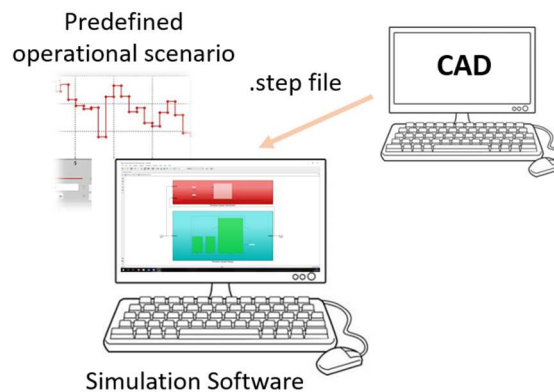 Predefined
operational scenario
.step file
CAD
Simulation Software